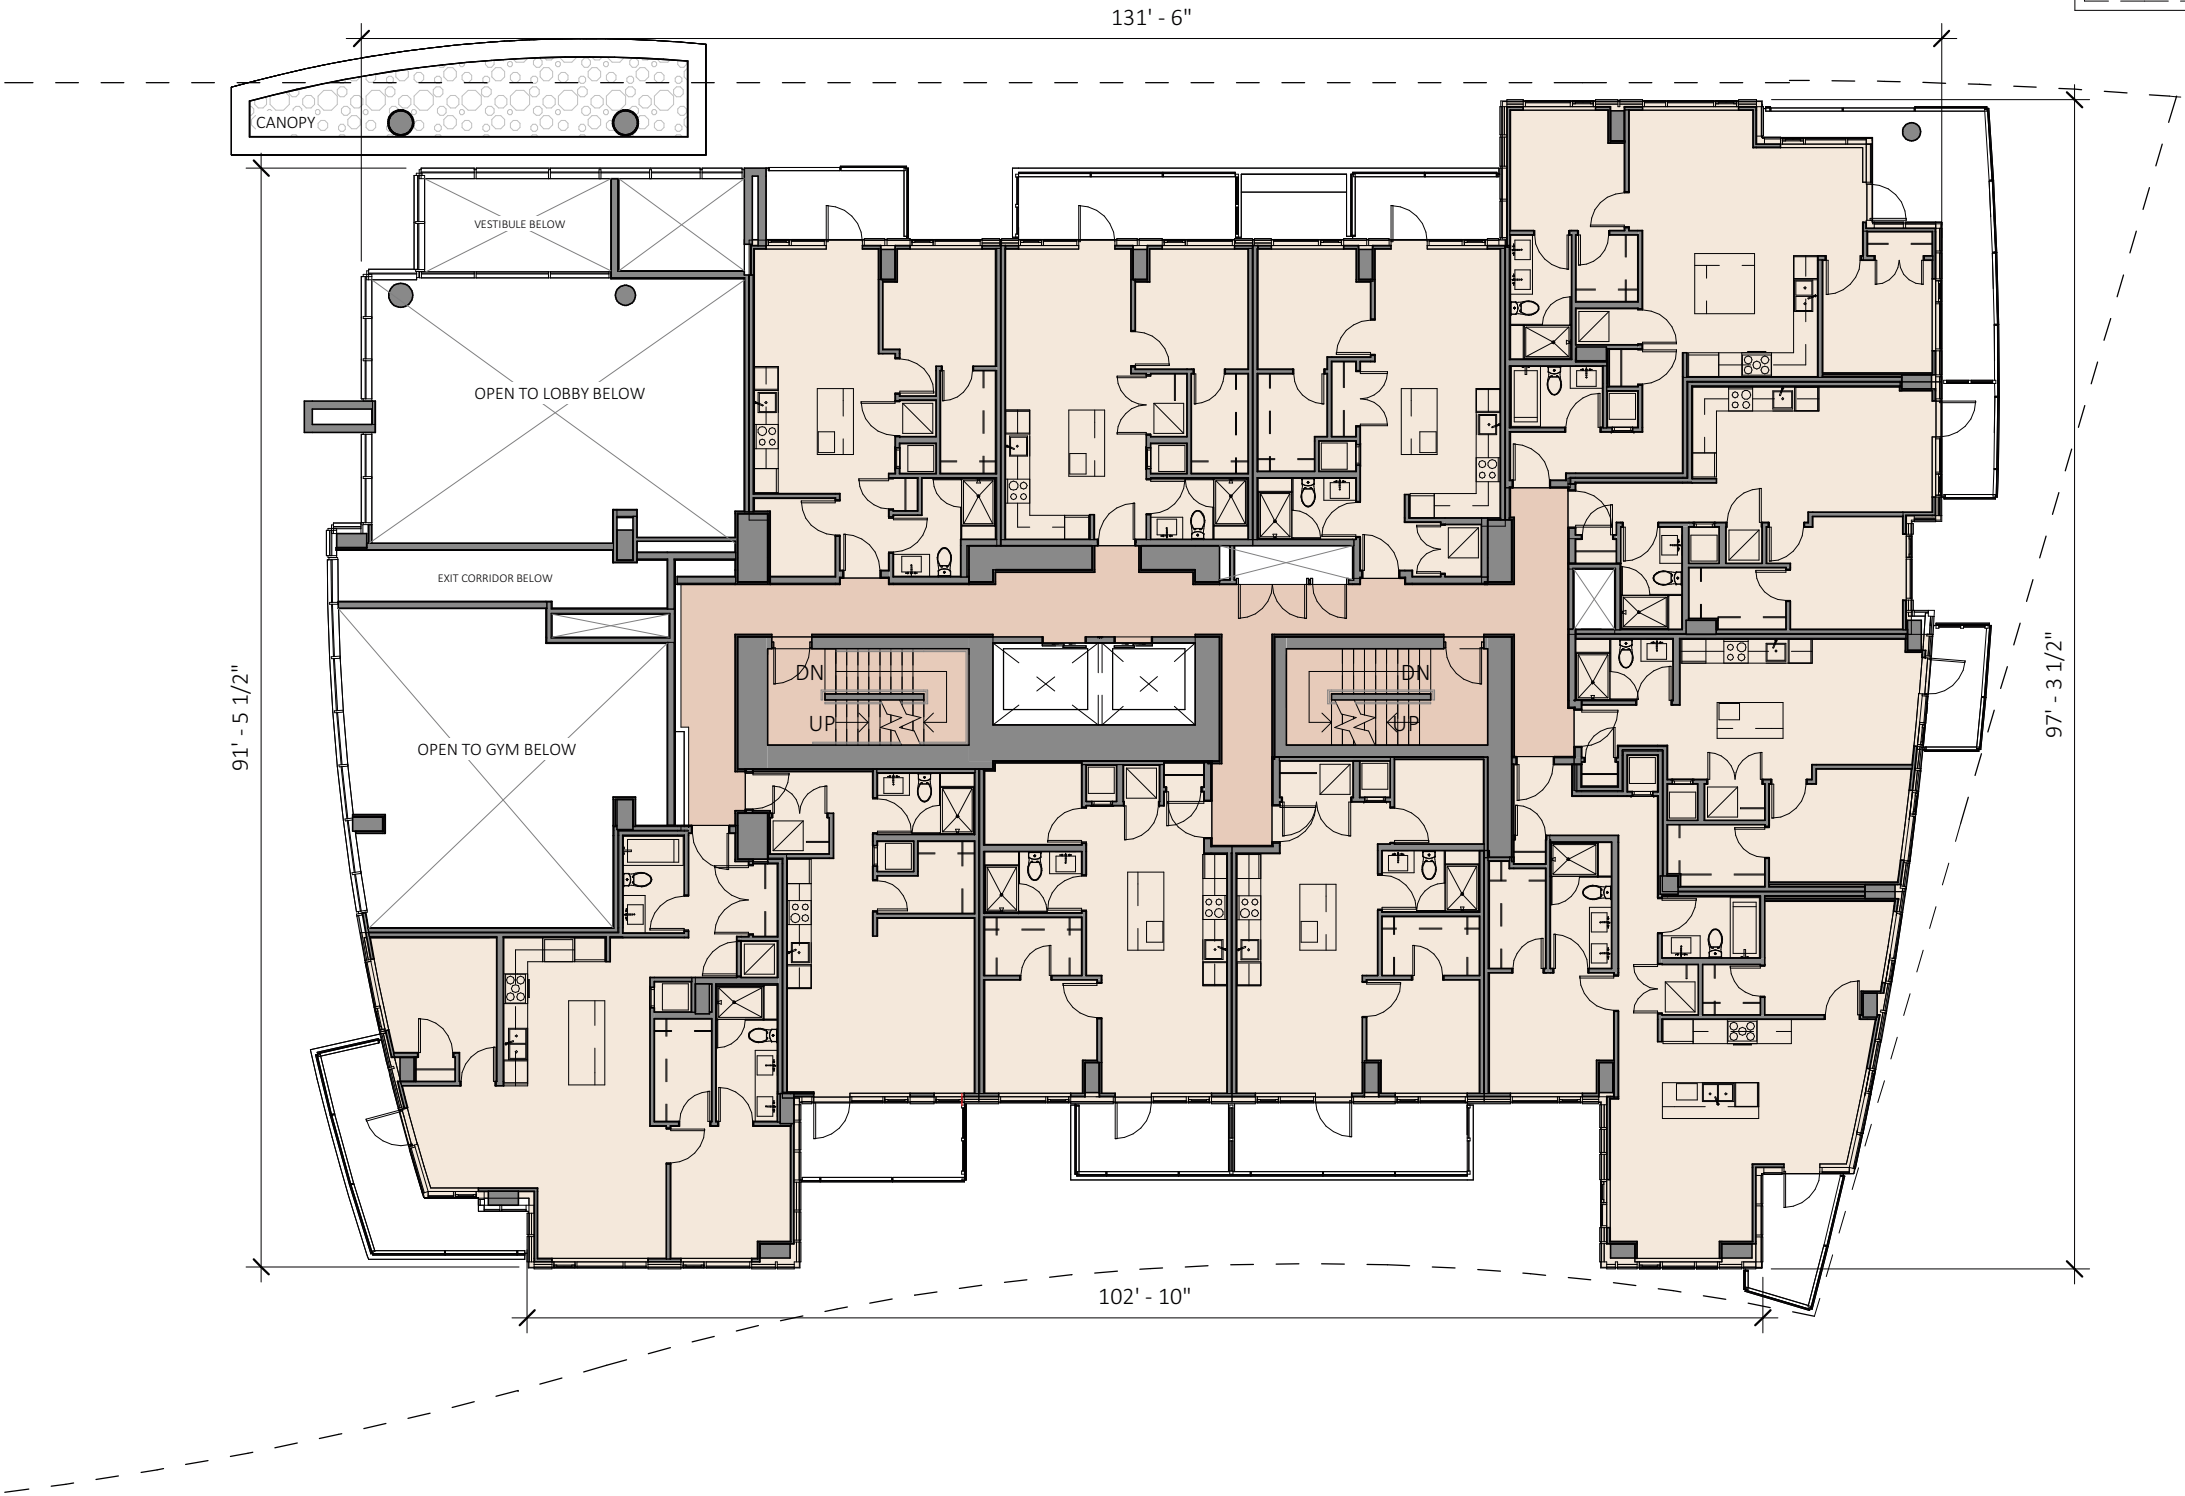 131' - 6"
CANOPY
VESTIBULE BELOW
OPEN TO LOBBY BELOW
EXIT CORRIDOR BELOW
DN
DN
UP
UP
91' - 5 1/2"
97' - 3 1/2"
OPEN TO GYM BELOW
102' - 10"